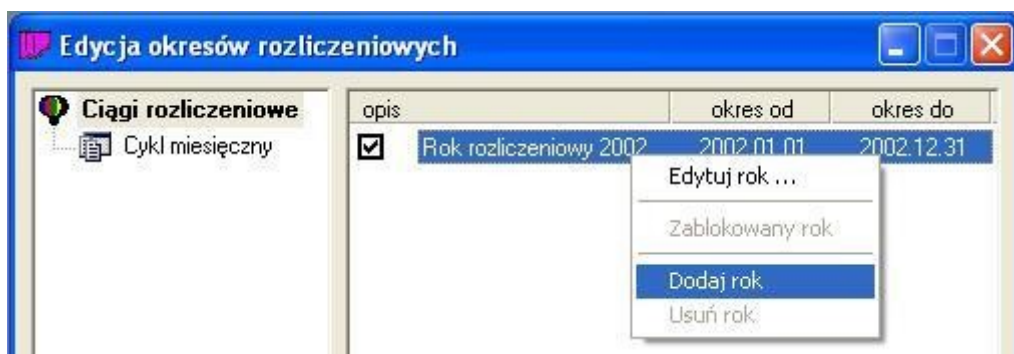 Edycja okresów rozliczeniowych
Ciągi rozliczeniowe
Cykl miesięczny
opis okres od okres do
Rok rozliczeniowy 2002 2002.01.01 2002.12.31
Edytuj rok ...
Zablokowany rok
Dodaj rok
Usuń rok